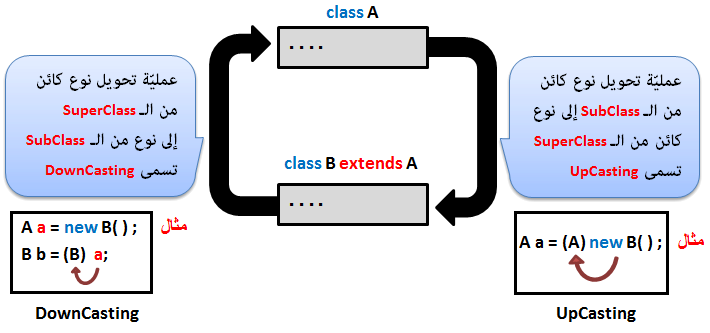 class A
. . . .
عمليّة تحويل نوع كائن
من الـ SuperClass
إلى نوع من الـ SubClass
تسمى DownCasting
عمليّة تحويل نوع كائن
من الـ SubClass إلى نوع
كائن من الـ SuperClass
تسمى UpCasting
class B extends A
. . . .
مثال
A a = new B( ) ;
B b = (B) a;
DownCasting
مثال
A a = (A) new B( ) ;
UpCasting